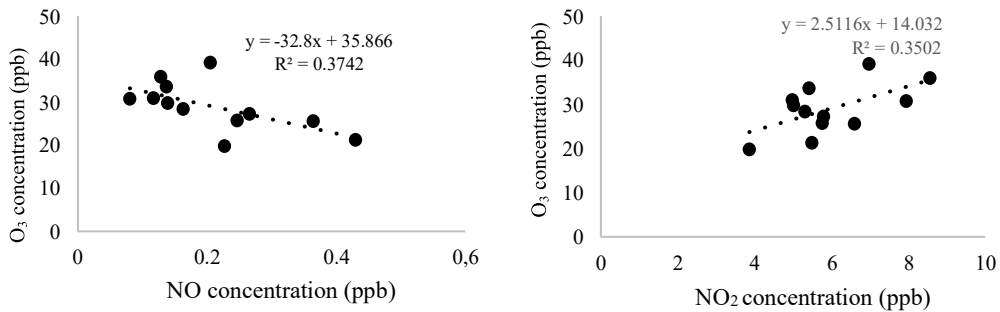 50
40
30
20
10
0
O₃ concentration (ppb)
y = -32.8x + 35.866
R² = 0.3742
0
0.2
0.4
0,6
NO concentration (ppb)
50
40
30
20
10
0
O₃ concentration (ppb)
y = 2.5116x + 14.032
R² = 0.3502
0
2
4
6
8
10
NO₂ concentration (ppb)